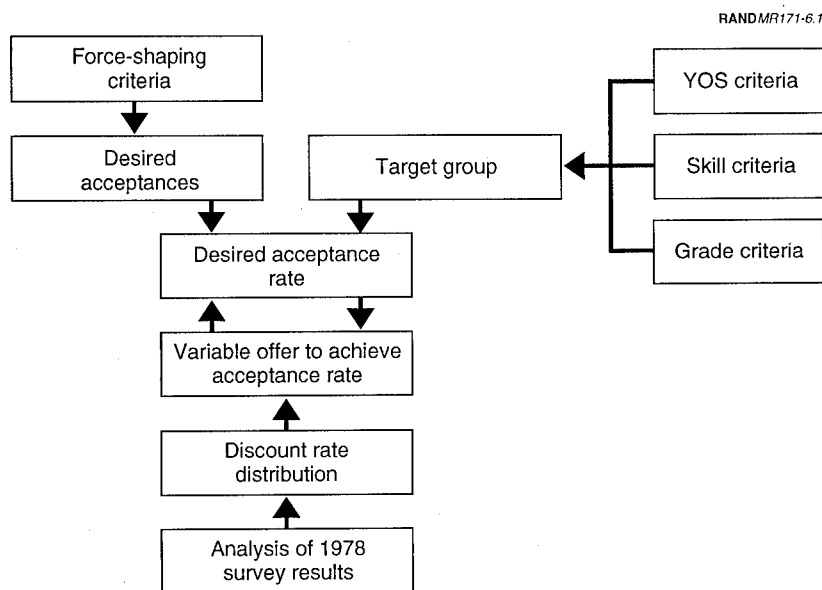 RANDMR171-6.1
Force-shaping
criteria
YOS criteria
Desired
acceptances
Target group
Skill criteria
Desired acceptance
rate
Grade criteria
Variable offer to achieve
acceptance rate
Discount rate
distribution
Analysis of 1978
survey results